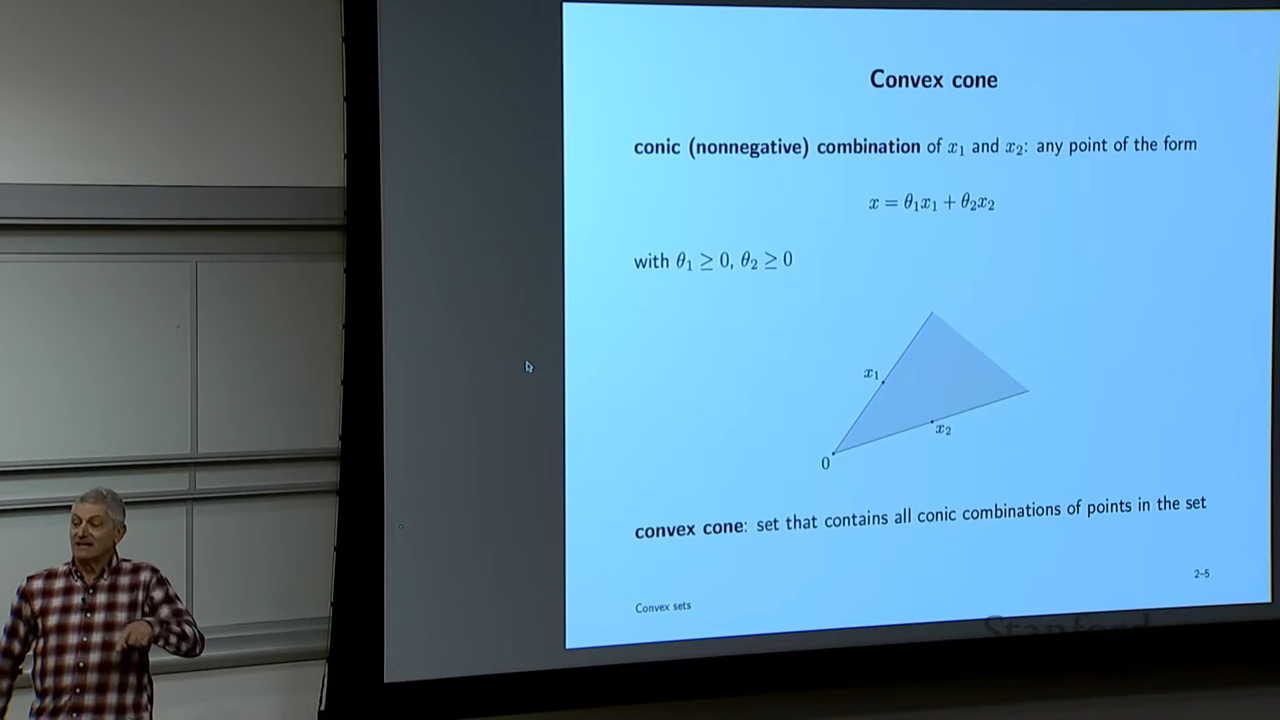 Convex cone
conic (nonnegative) combination of x₁ and x₂: any point of the form
x = θ₁x₁ + θ₂x₂
with θ₁ ≥ 0, θ₂ ≥ 0
x₁
x₂
0
convex cone: set that contains all conic combinations of points in the set
2–5
Convex sets
Stanford